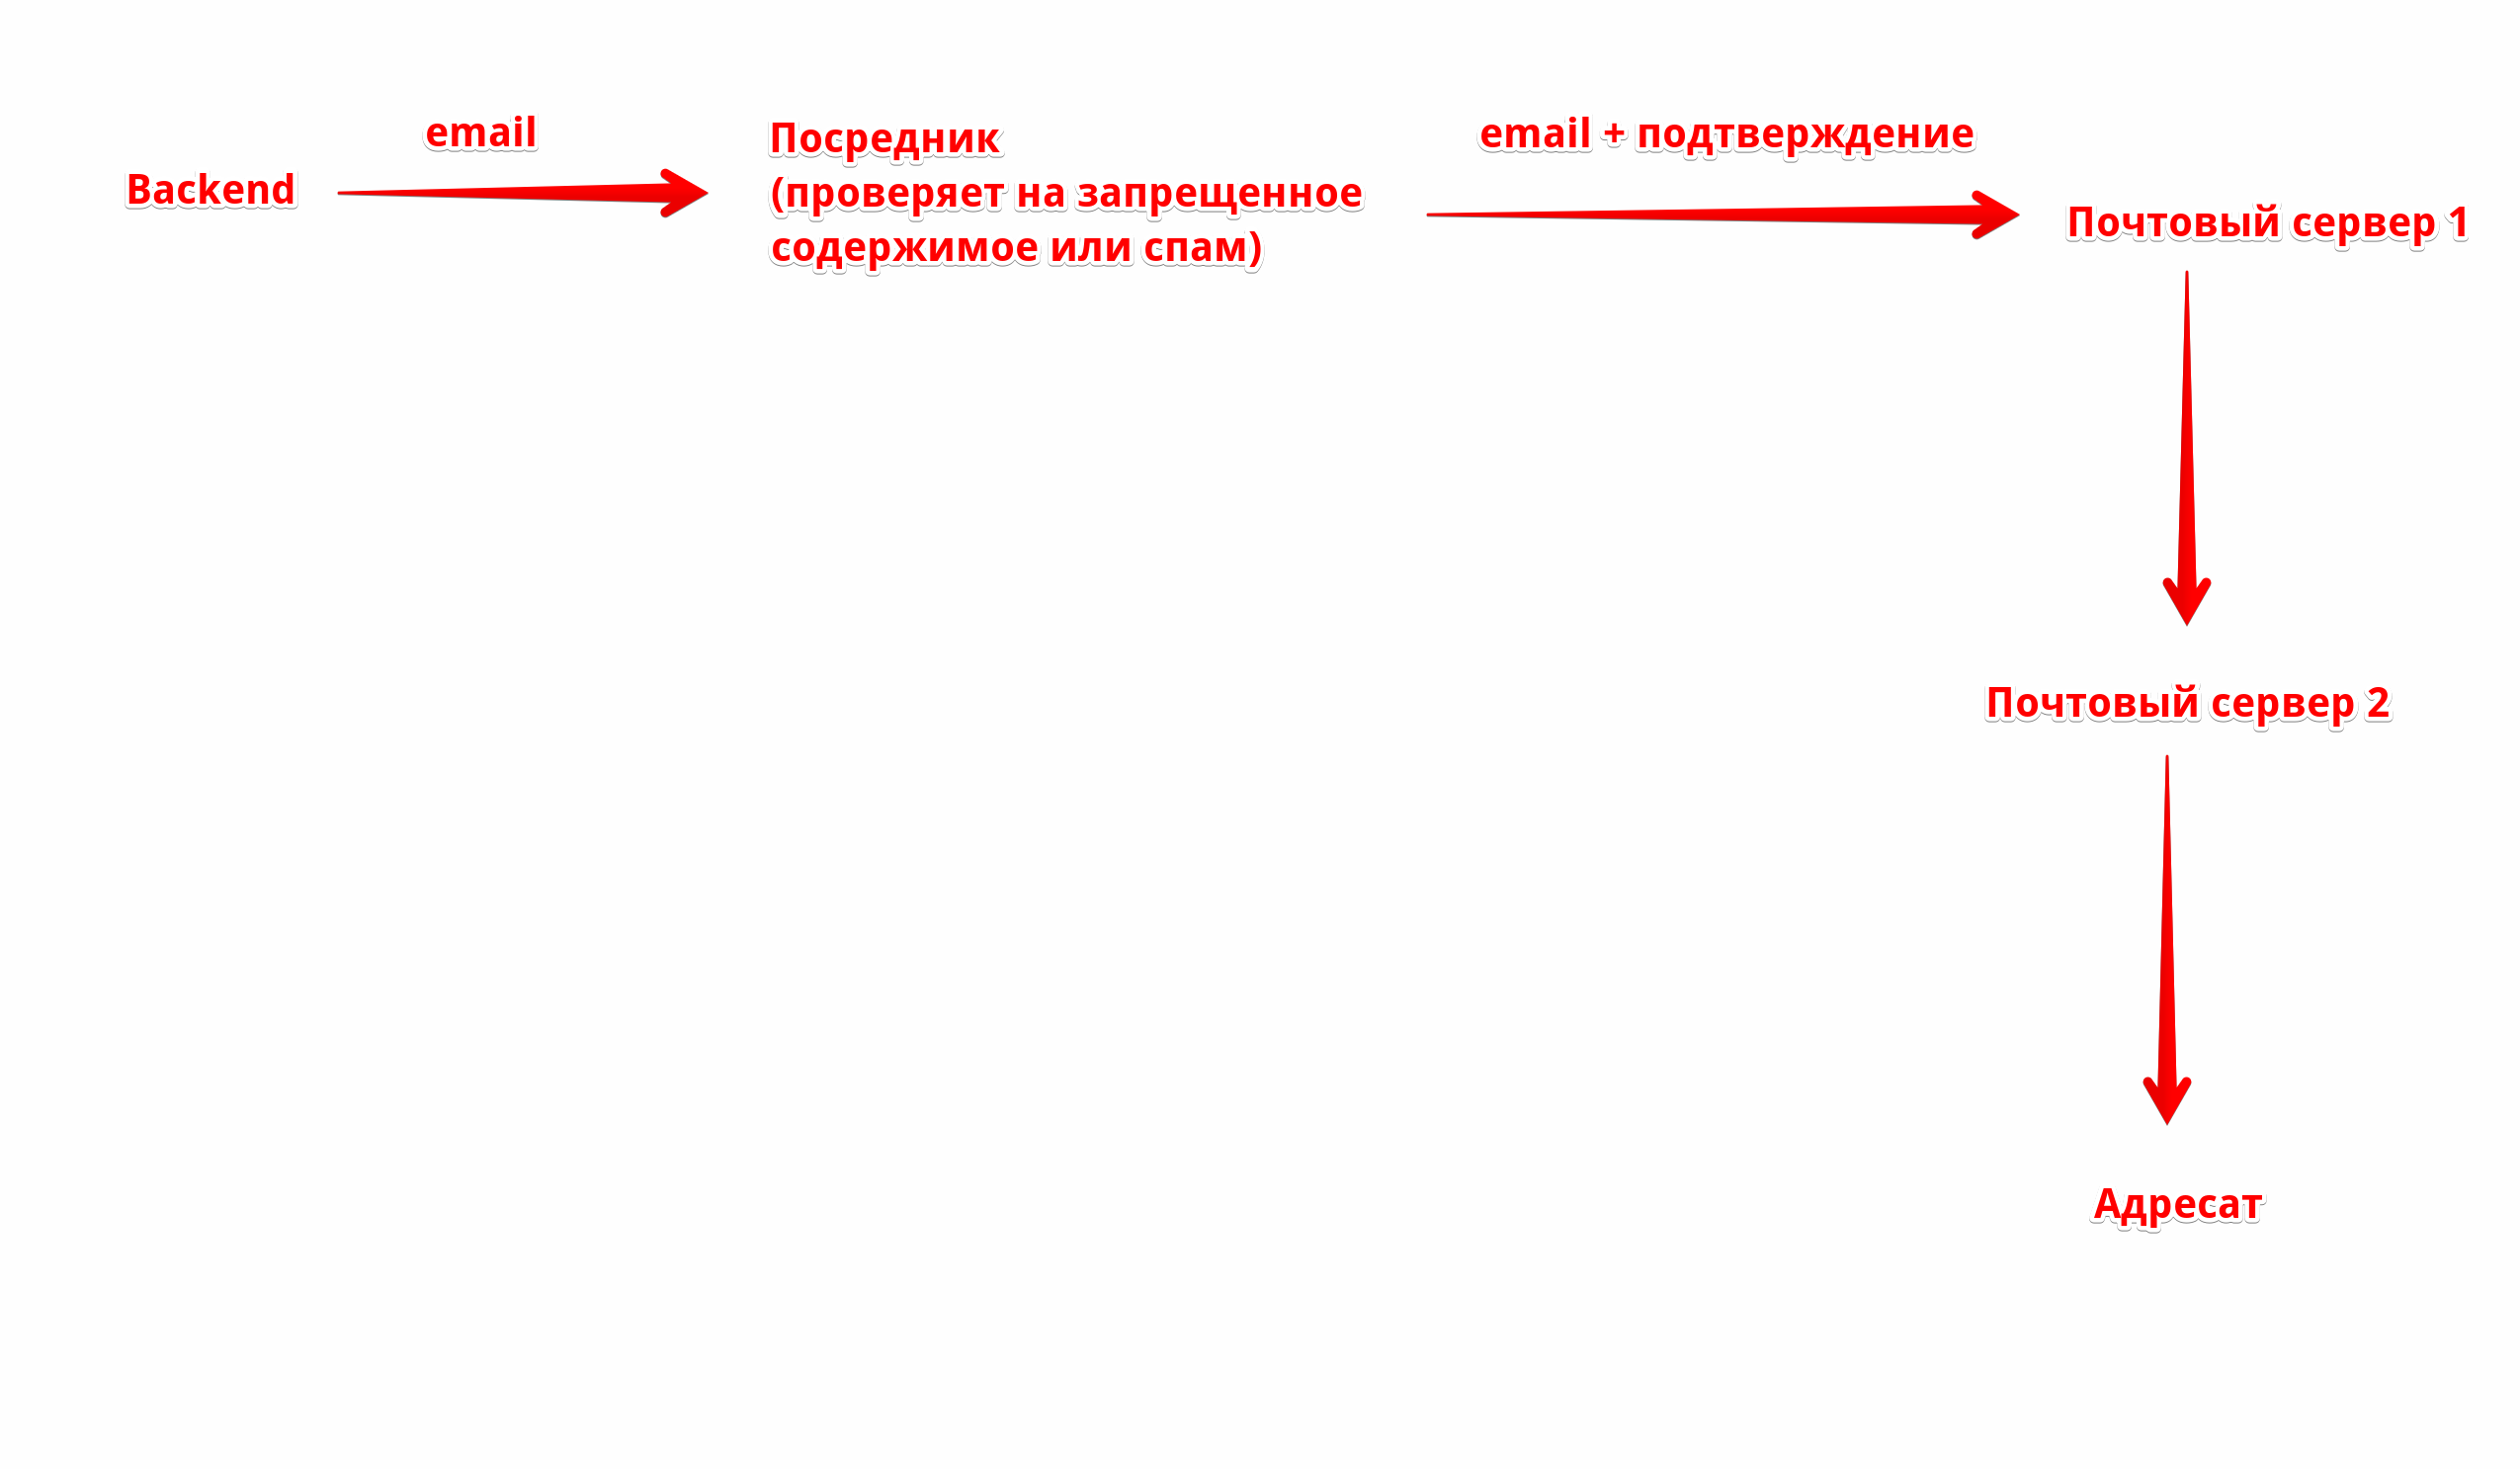 email
Backend
Посредник
(проверяет на запрещенное
содержимое или спам)
email + подтверждение
Почтовый сервер 1
Почтовый сервер 2
Адресат